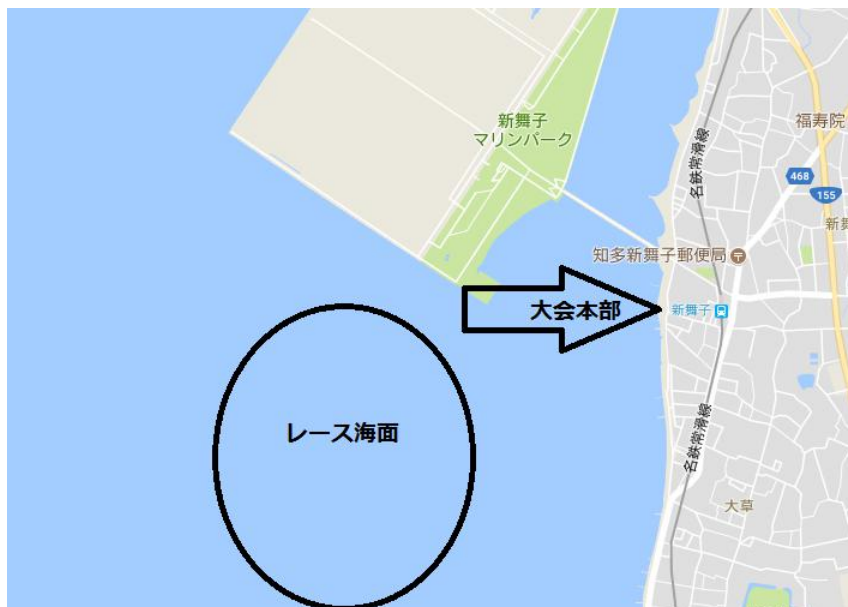 新舞子
マリンパーク
福寿院
名鉄常滑線
468
155
新舞
知多新舞子郵便局
〒
大会本部
新舞子
レース海面
名鉄常滑線
大草